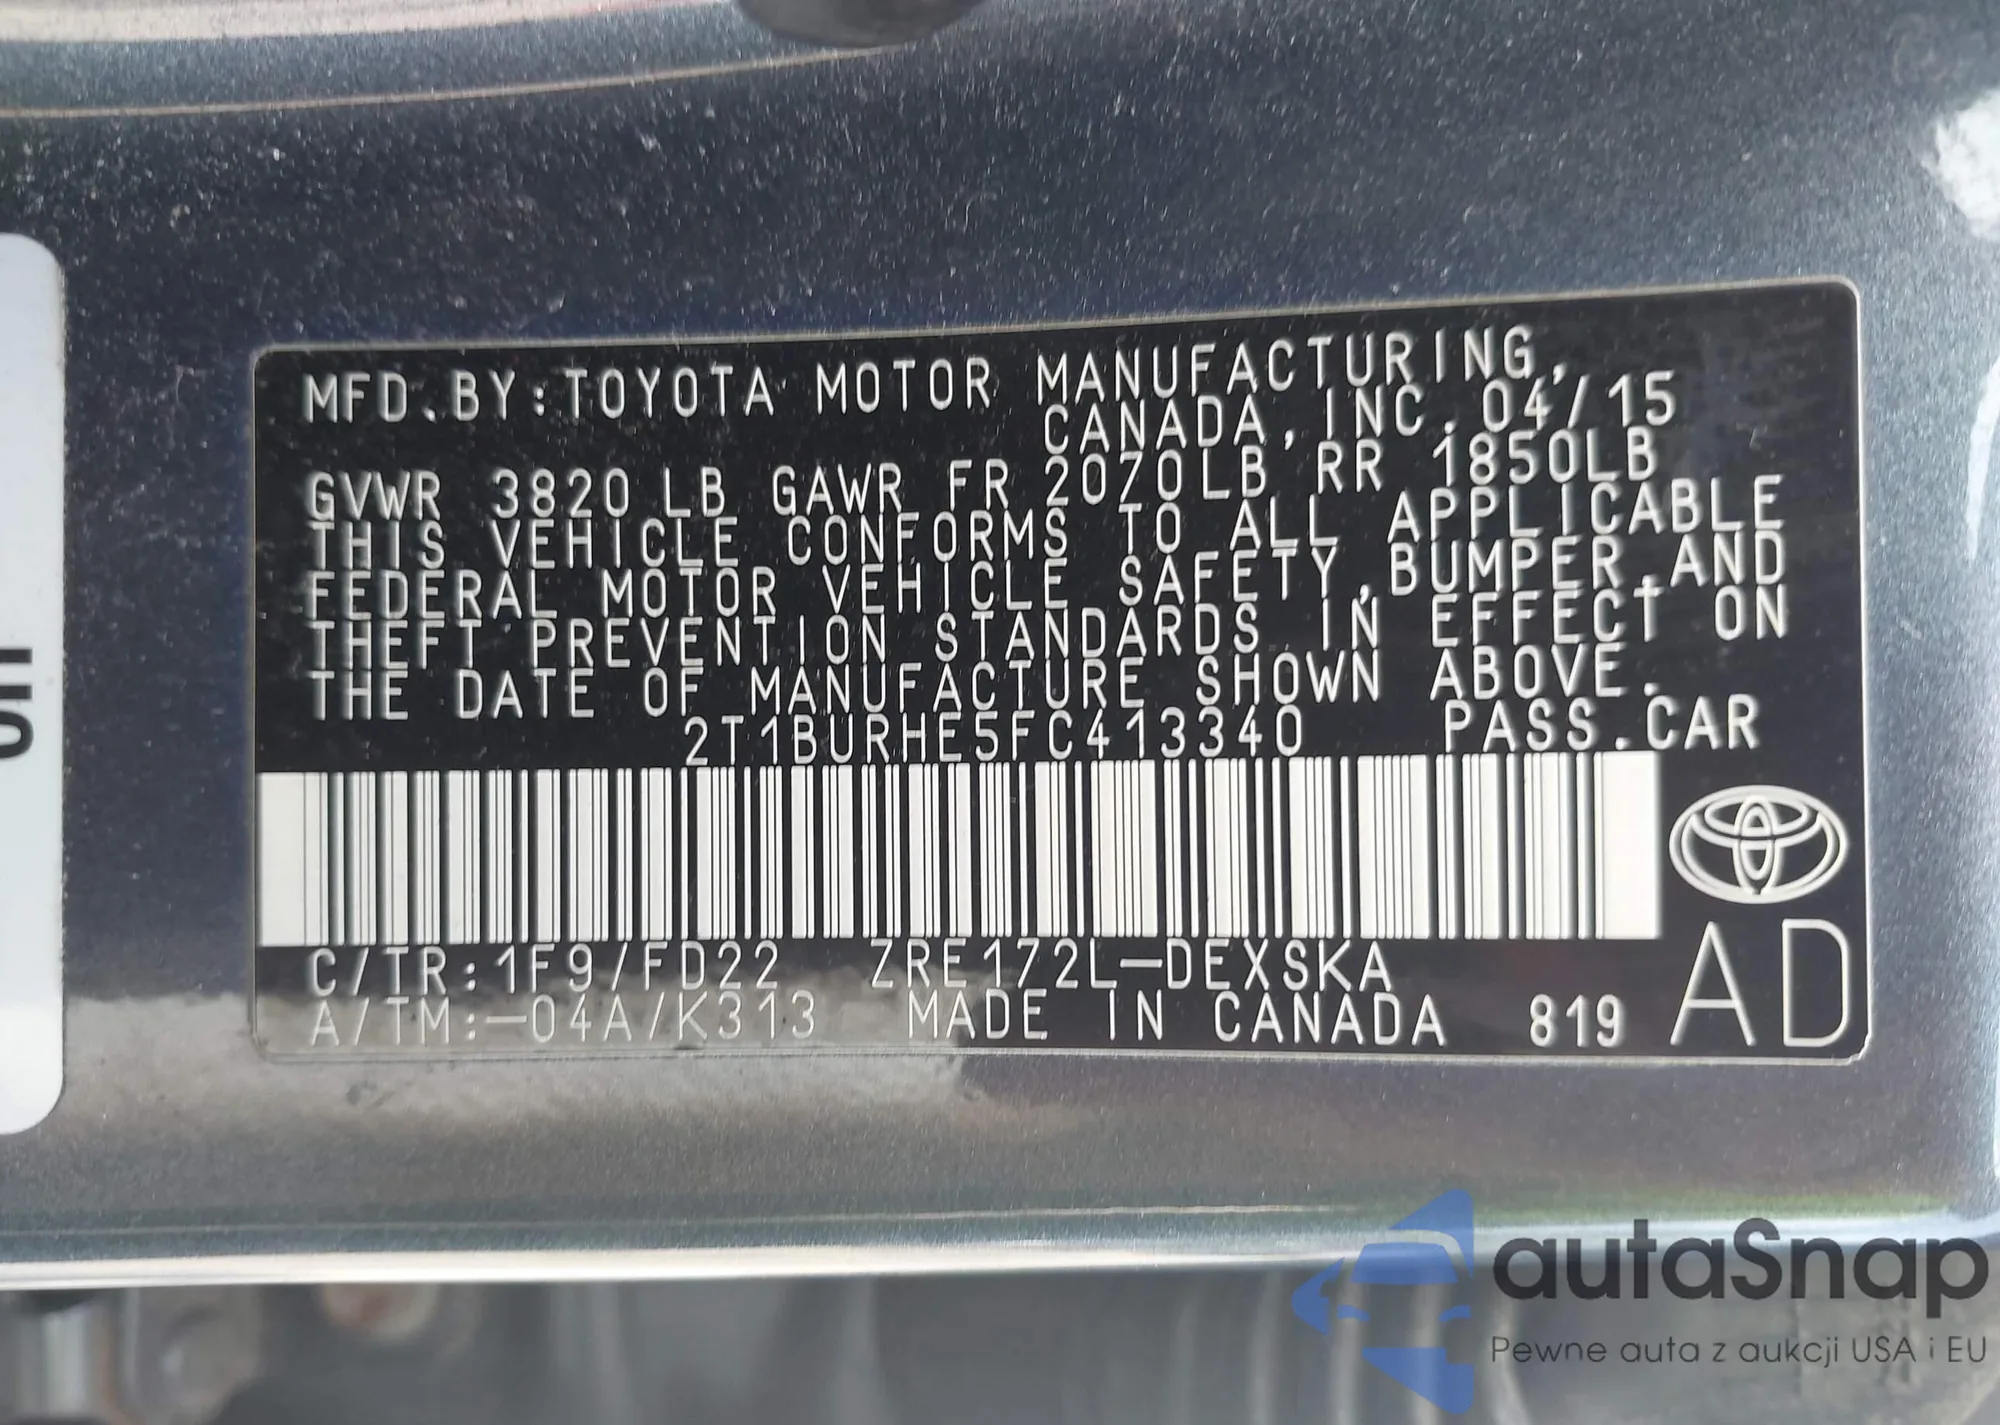 MFD.BY:TOYOTA MOTOR MANUFACTURING,
CANADA, INC. 04/15
GVWR 3820 LB GAWR FR 2070LB RR 1850LB
THIS VEHICLE CONFORMS TO ALL APPLICABLE
FEDERAL MOTOR VEHICLE SAFETY, BUMPER, AND
THEFT PREVENTION STANDARDS IN EFFECT ON
THE DATE OF MANUFACTURE SHOWN ABOVE.
2T1BURHE5FC413340 PASS.CAR
C/TR:1F9/FD22 ZRE172L-DEXSKA
A/TM:-04A/K313 MADE IN CANADA 819
AD
autaSnap
Pewne auta z aukcji USA i EU